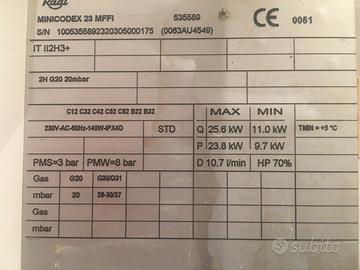 Radi
MINICODEX 23 MFFI 535589 CE 0051
S/N 1005355892320305000175 (0063AU4549)
IT II2H3+
2H G20 20mbar
C12 C32 C42 C52 C82 B22 B32
230V-AC-50Hz-140W-IPX4D STD
MAX MIN
Q 25.6 kW 11.0 kW TMIN = +5 °C
P 23.8 kW 9.7 kW
PMS=3 bar PMW=8 bar D 10.7 l/min HP 70%
Gas G20 G30/G31
mbar 20 28-30/37
Gas
mbar
subito